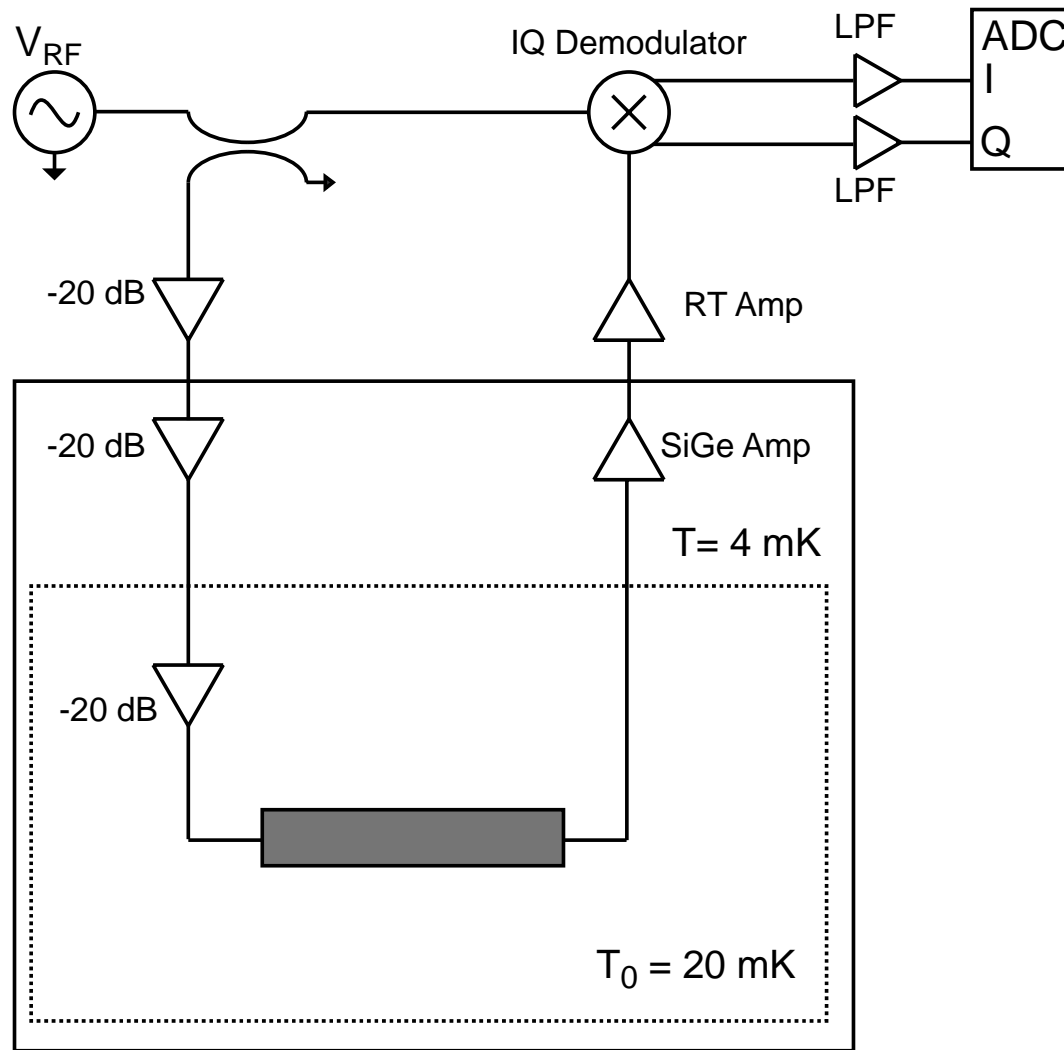 V_RF
IQ Demodulator
LPF
ADC
I
Q
LPF
-20 dB
RT Amp
-20 dB
SiGe Amp
T= 4 mK
-20 dB
T_0 = 20 mK